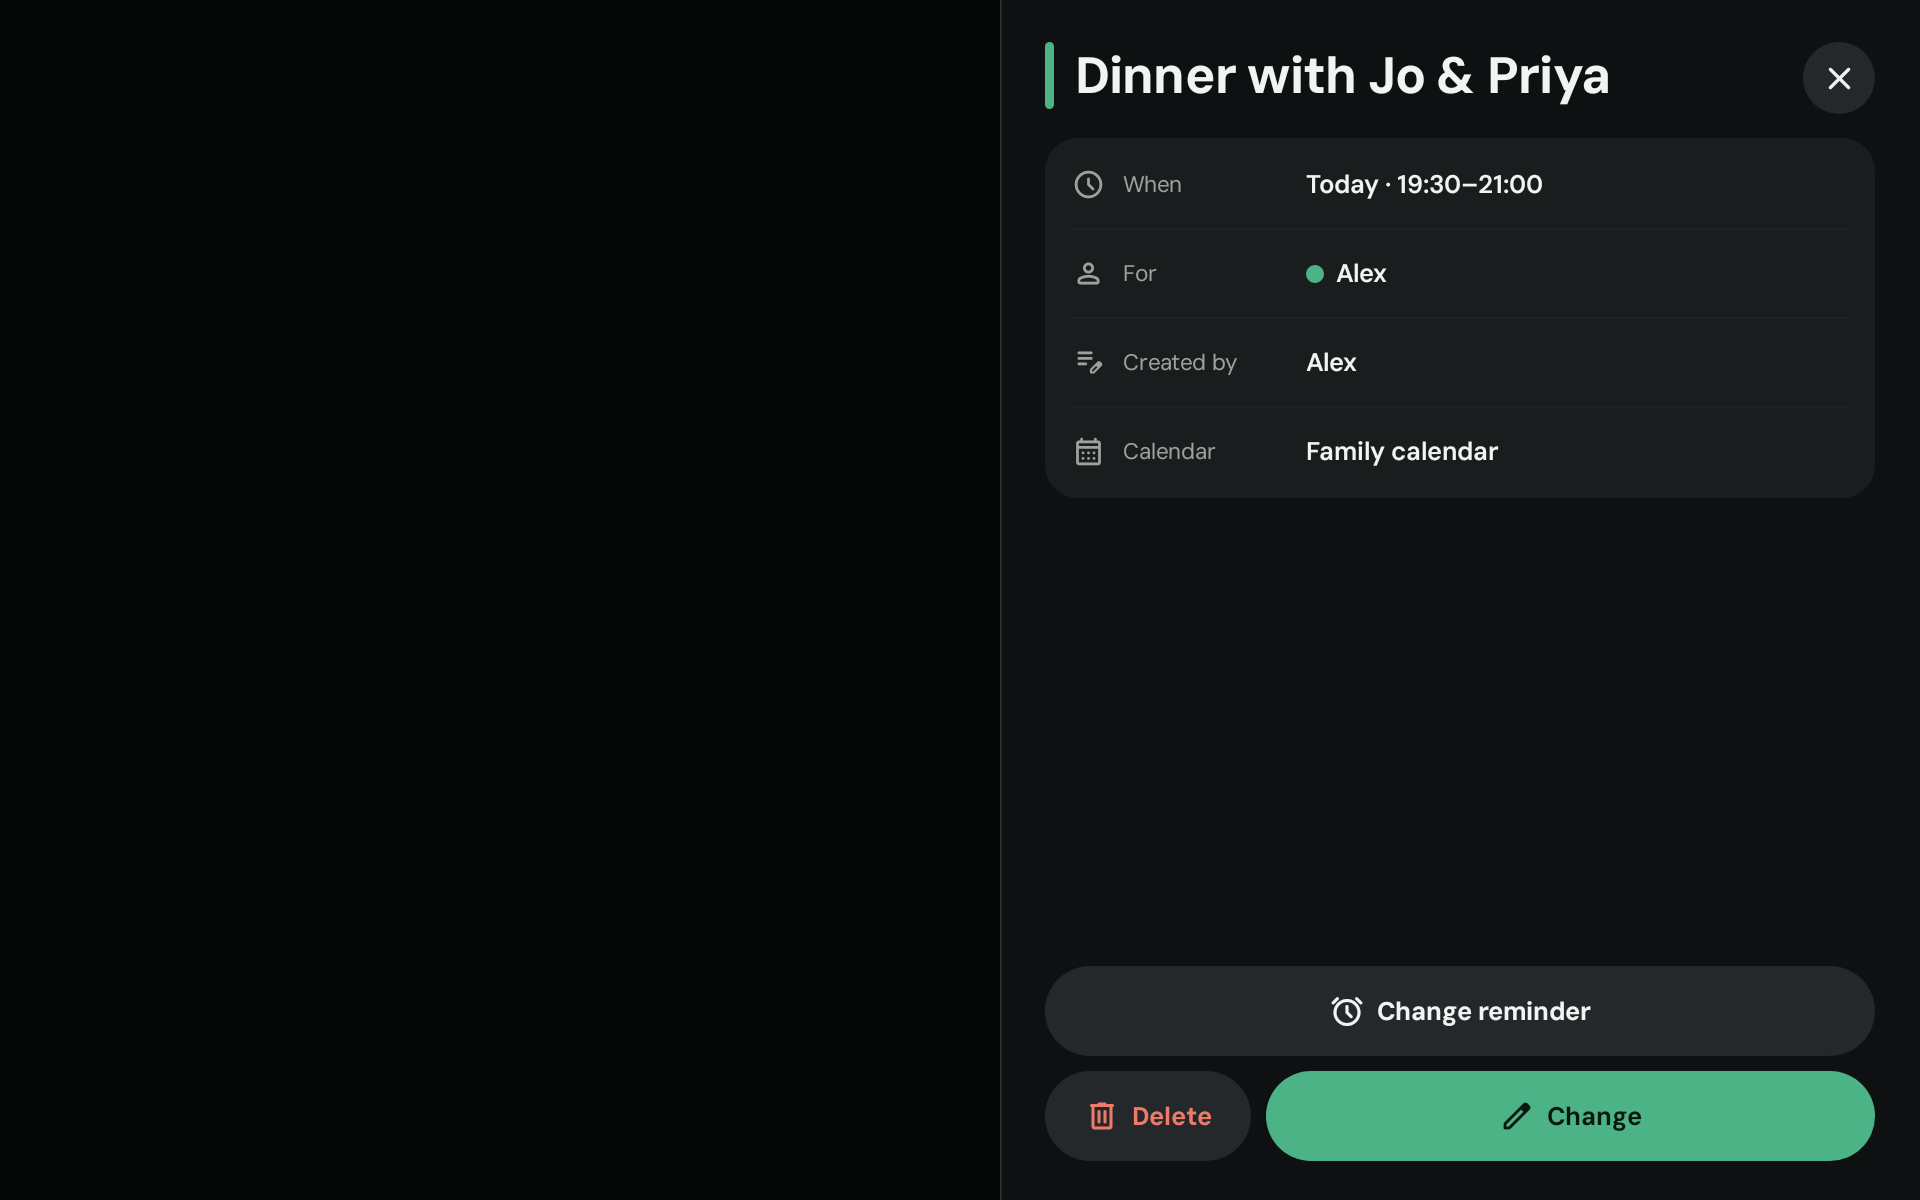 Dinner with Jo & Priya
When Today · 19:30–21:00
For Alex
Created by Alex
Calendar Family calendar
Change reminder
Delete Change